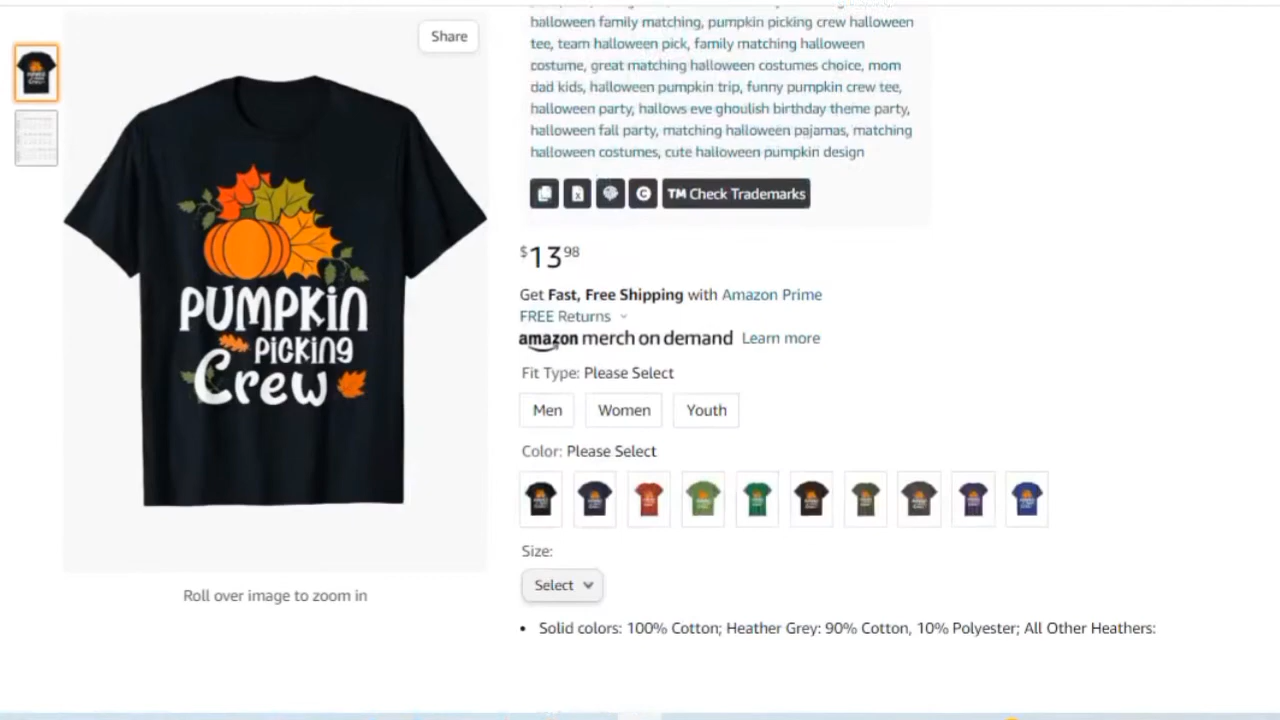 Share
halloween family matching, pumpkin picking crew halloween
tee, team halloween pick, family matching halloween
costume, great matching halloween costumes choice, mom
dad kids, halloween pumpkin trip, funny pumpkin crew tee,
halloween party, hallows eve ghoulish birthday theme party,
halloween fall party, matching halloween pajamas, matching
halloween costumes, cute halloween pumpkin design
TM Check Trademarks
$13 98
Get Fast, Free Shipping with Amazon Prime
FREE Returns
amazon merch on demand Learn more
Fit Type: Please Select
Men Women Youth
Color: Please Select
Size:
Select
• Solid colors: 100% Cotton; Heather Grey: 90% Cotton, 10% Polyester; All Other Heathers:
PUMPKIN
PICKING
Crew
Roll over image to zoom in